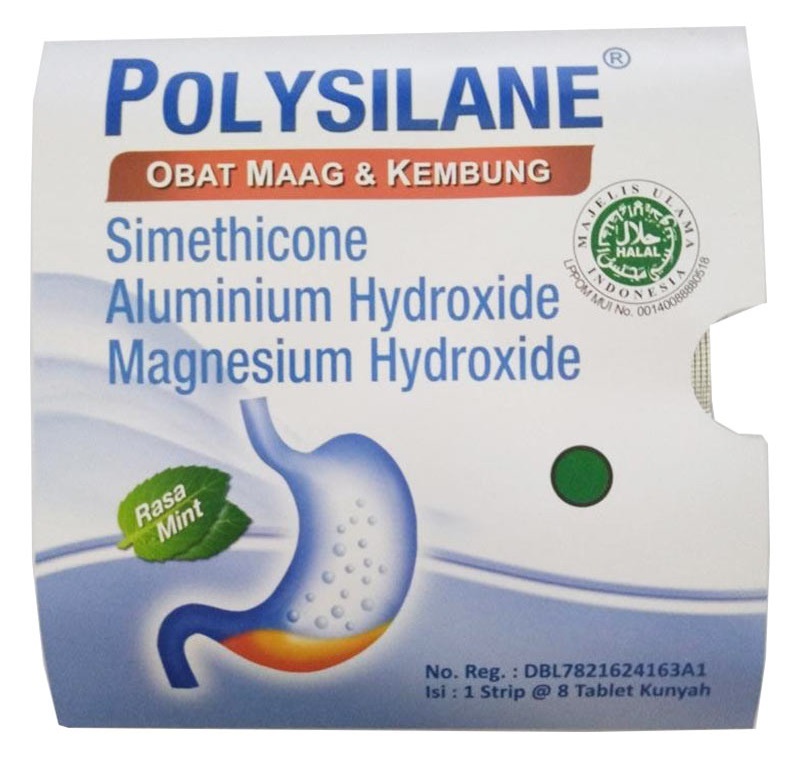 POLYSILANE®
OBAT MAAG & KEMBUNG
Simethicone
Aluminium Hydroxide
Magnesium Hydroxide
MAJELIS ULAMA
حلال
HALAL
INDONESIA
LPPOM MUI No. 00140088880518
Rasa
Mint
No. Reg. : DBL7821624163A1
Isi : 1 Strip @ 8 Tablet Kunyah